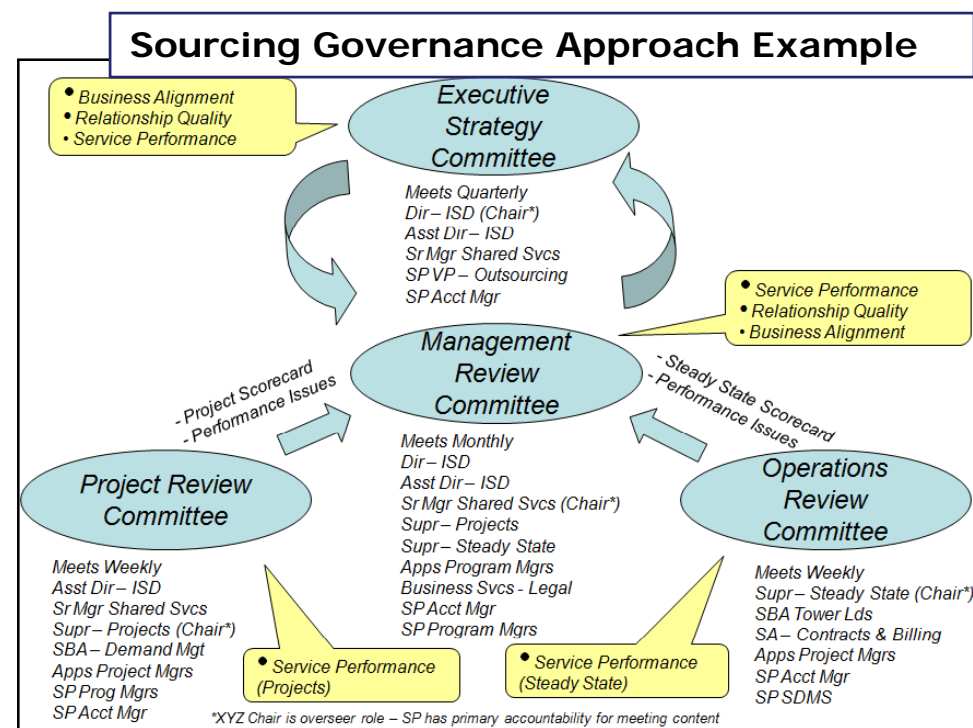 Sourcing Governance Approach Example
• Business Alignment
• Relationship Quality
• Service Performance
Executive
Strategy
Committee
Meets Quarterly
Dir – ISD (Chair*)
Asst Dir – ISD
Sr Mgr Shared Svcs
SP VP – Outsourcing
SP Acct Mgr
• Service Performance
• Relationship Quality
• Business Alignment
Management
Review
Committee
- Project Scorecard
- Performance Issues
- Steady State Scorecard
- Performance Issues
Meets Monthly
Dir – ISD
Asst Dir – ISD
Sr Mgr Shared Svcs (Chair*)
Supr – Projects
Supr – Steady State
Apps Program Mgrs
Business Svcs - Legal
SP Acct Mgr
SP Program Mgrs
Project Review
Committee
Meets Weekly
Asst Dir – ISD
Sr Mgr Shared Svcs
Supr – Projects (Chair*)
SBA – Demand Mgt
Apps Project Mgrs
SP Prog Mgrs
SP Acct Mgr
• Service Performance
(Projects)
Operations
Review
Committee
Meets Weekly
Supr – Steady State (Chair*)
SBA Tower Lds
SA – Contracts & Billing
Apps Project Mgrs
SP Acct Mgr
SP SDMS
• Service Performance
(Steady State)
*XYZ Chair is overseer role – SP has primary accountability for meeting content